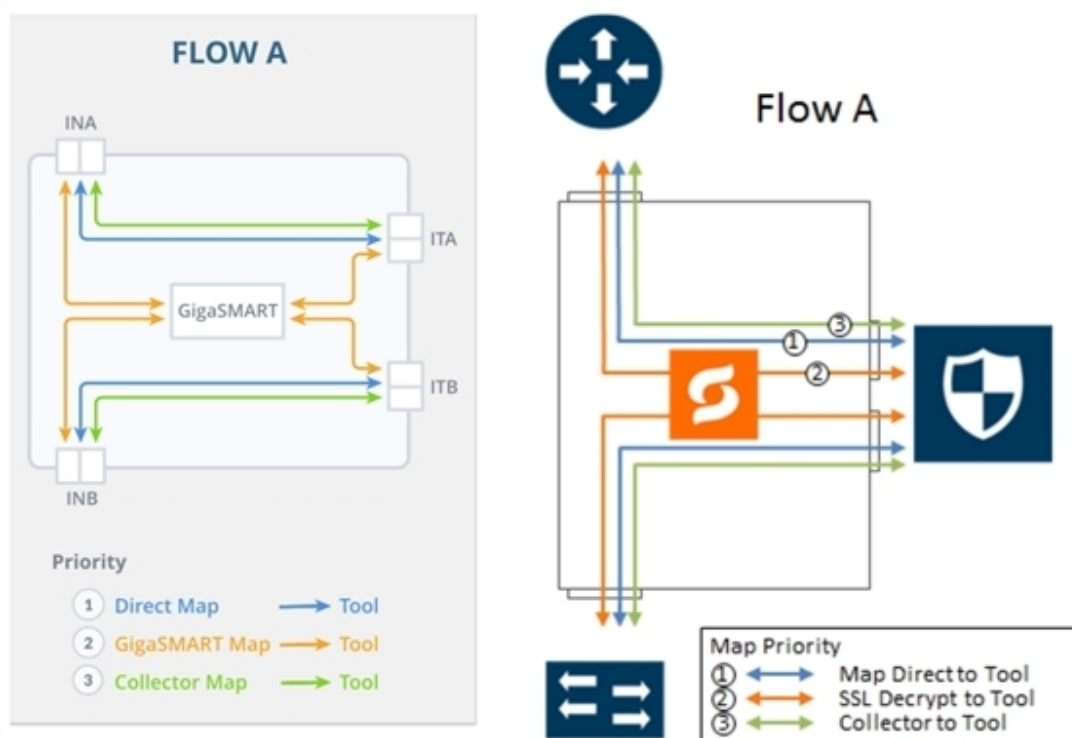 FLOW A
INA
ITA
GigaSMART
ITB
INB
Priority
1 Direct Map Tool
2 GigaSMART Map Tool
3 Collector Map Tool
Flow A
3
1
2
Map Priority
1 Map Direct to Tool
2 SSL Decrypt to Tool
3 Collector to Tool